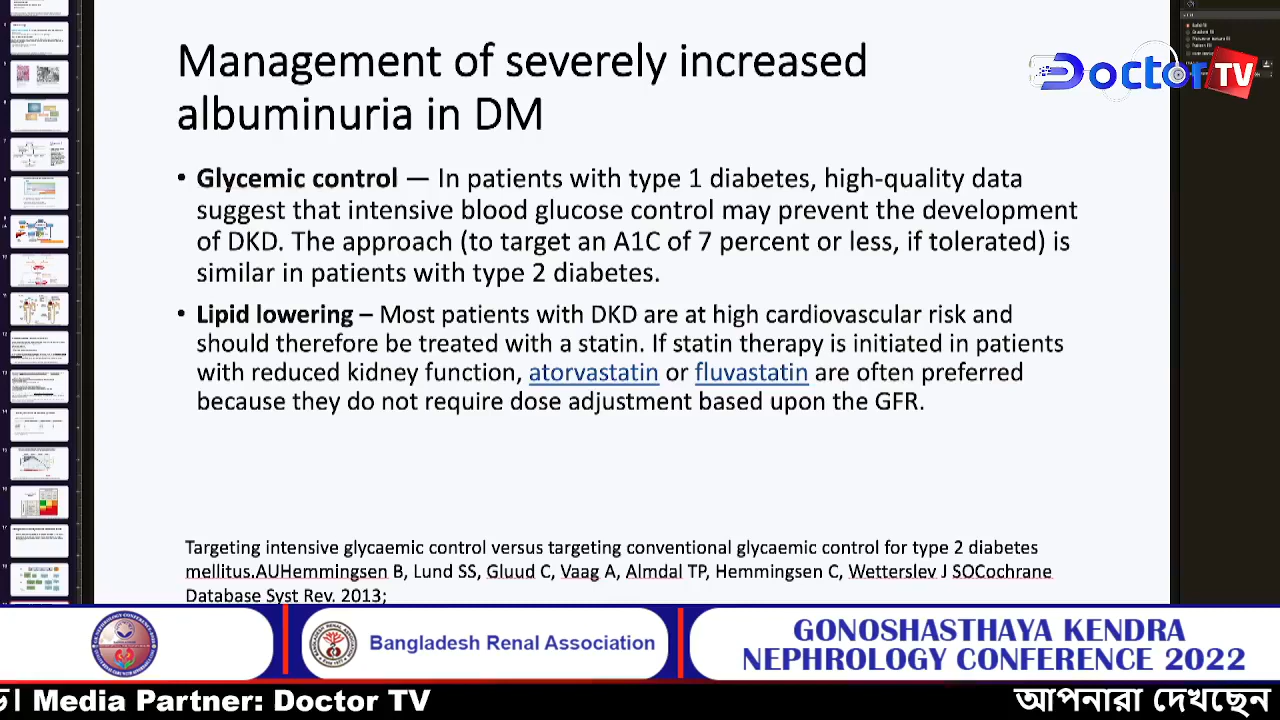 Management of severely increased
albuminuria in DM
Doctor TV
• Glycemic control — In patients with type 1 diabetes, high-quality data
suggest that intensive blood glucose control may prevent the development
of DKD. The approach (to target an A1C of 7 percent or less, if tolerated) is
similar in patients with type 2 diabetes.
• Lipid lowering – Most patients with DKD are at high cardiovascular risk and
should therefore be treated with a statin. If statin therapy is initiated in patients
with reduced kidney function, atorvastatin or fluvastatin are often preferred
because they do not require dose adjustment based upon the GFR.
Targeting intensive glycaemic control versus targeting conventional glycaemic control for type 2 diabetes
mellitus.AUHemmingsen B, Lund SS, Gluud C, Vaag A, Almdal TP, Hemmingsen C, Wetterslev J SOCochrane
Database Syst Rev. 2013;
Bangladesh Renal Association
GONOSHASTHAYA KENDRA
NEPHROLOGY CONFERENCE 2022
Media Partner: Doctor TV
আপনারা দেখছেন